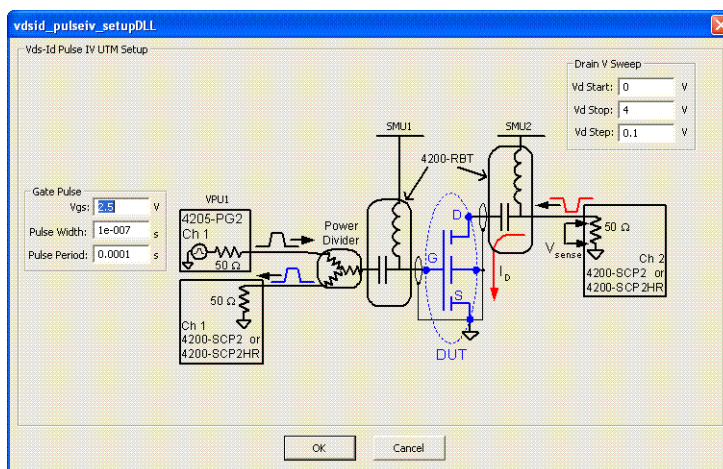 vdsid_pulseiv_setupDLL
Vds-Id Pulse IV UTM Setup
Drain V Sweep
Vd Start: 0 V
Vd Stop: 4 V
Vd Step: 0.1 V
SMU1
SMU2
4200-RBT
Gate Pulse
Vgs: 2.5 V
Pulse Width: 1e-007 s
Pulse Period: 0.0001 s
VPU1
4205-PG2
Ch 1
50 Ω
Power
Divider
50 Ω
Ch 1
4200-SCP2 or
4200-SCP2HR
D
G
S
DUT
ID
Vsense
50 Ω
Ch 2
4200-SCP2 or
4200-SCP2HR
OK
Cancel